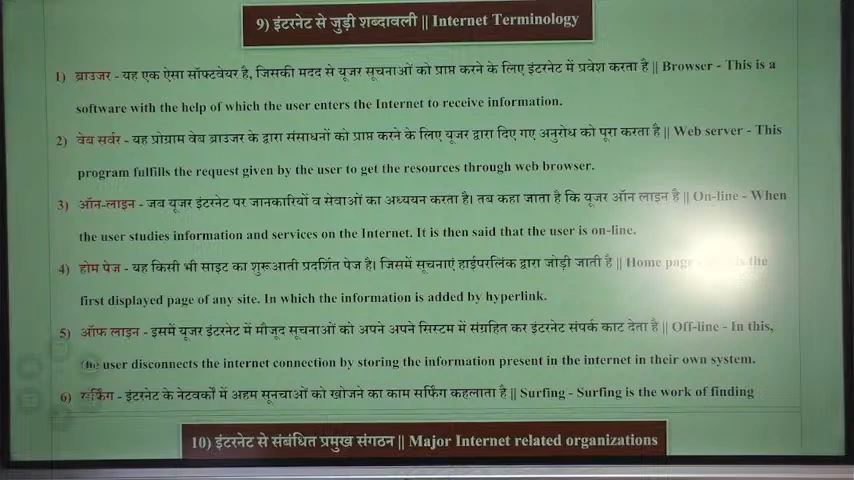 9) इंटरनेट से जुड़ी शब्दावली || Internet Terminology
1) ब्राउजर - यह एक ऐसा सॉफ्टवेयर है, जिसकी मदद से यूजर सूचनाओं को प्राप्त करने के लिए इंटरनेट में प्रवेश करता है || Browser - This is a
software with the help of which the user enters the Internet to receive information.
2) वेब सर्वर - यह प्रोग्राम वेब ब्राउजर के द्वारा संसाधनों को प्राप्त करने के लिए यूजर द्वारा दिए गए अनुरोध को पूरा करता है || Web server - This
program fulfills the request given by the user to get the resources through web browser.
3) ऑन-लाइन - जब यूजर इंटरनेट पर जानकारियों व सेवाओं का अध्ययन करता है। तब कहा जाता है कि यूजर ऑन लाइन है || On-line - When
the user studies information and services on the Internet. It is then said that the user is on-line.
4) होम पेज - यह किसी भी साइट का शुरूआती प्रदर्शित पेज है। जिसमें सूचनाएं हाईपरलिंक द्वारा जोड़ी जाती है || Home page the
first displayed page of any site. In which the information is added by hyperlink.
5) ऑफ लाइन - इसमें यूजर इंटरनेट में मौजूद सूचनाओं को अपने अपने सिस्टम में संग्रहित कर इंटरनेट संपर्क काट देता है || Off-line - In this,
the user disconnects the internet connection by storing the information present in the internet in their own system.
6) सर्फिंग - इंटरनेट के नेटवर्कों में अहम सूनचाओं को खोजने का काम सर्फिंग कहलाता है || Surfing - Surfing is the work of finding
10) इंटरनेट से संबंधित प्रमुख संगठन || Major Internet related organizations